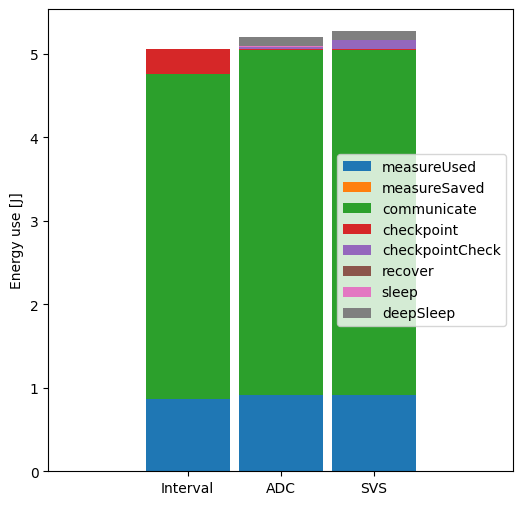 Energy use [J]
5
4
3
2
1
0
measureUsed
measureSaved
communicate
checkpoint
checkpointCheck
recover
sleep
deepSleep
Interval ADC SVS